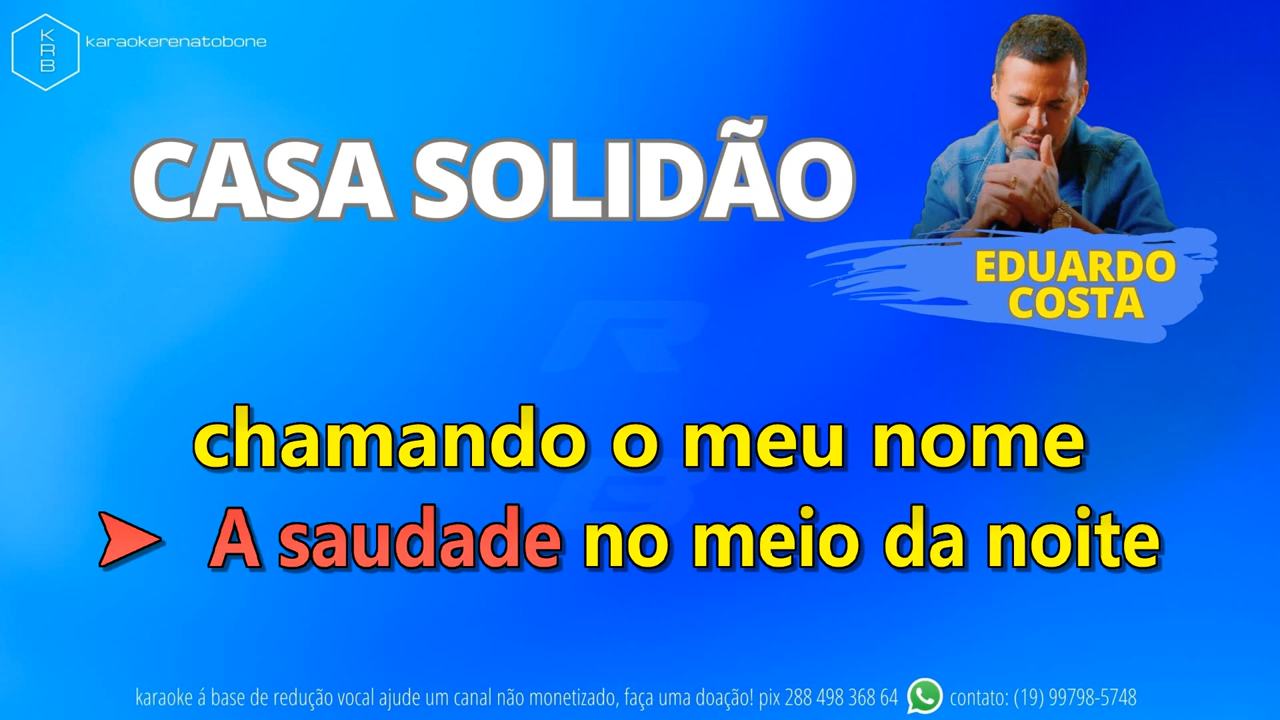 KRB
karaokerenatobone
CASA SOLIDÃO
EDUARDO
COSTA
RB
chamando o meu nome
➤ A saudade no meio da noite
karaoke á base de redução vocal ajude um canal não monetizado, faça uma doação! pix 288 498 368 64 contato: (19) 99798-5748